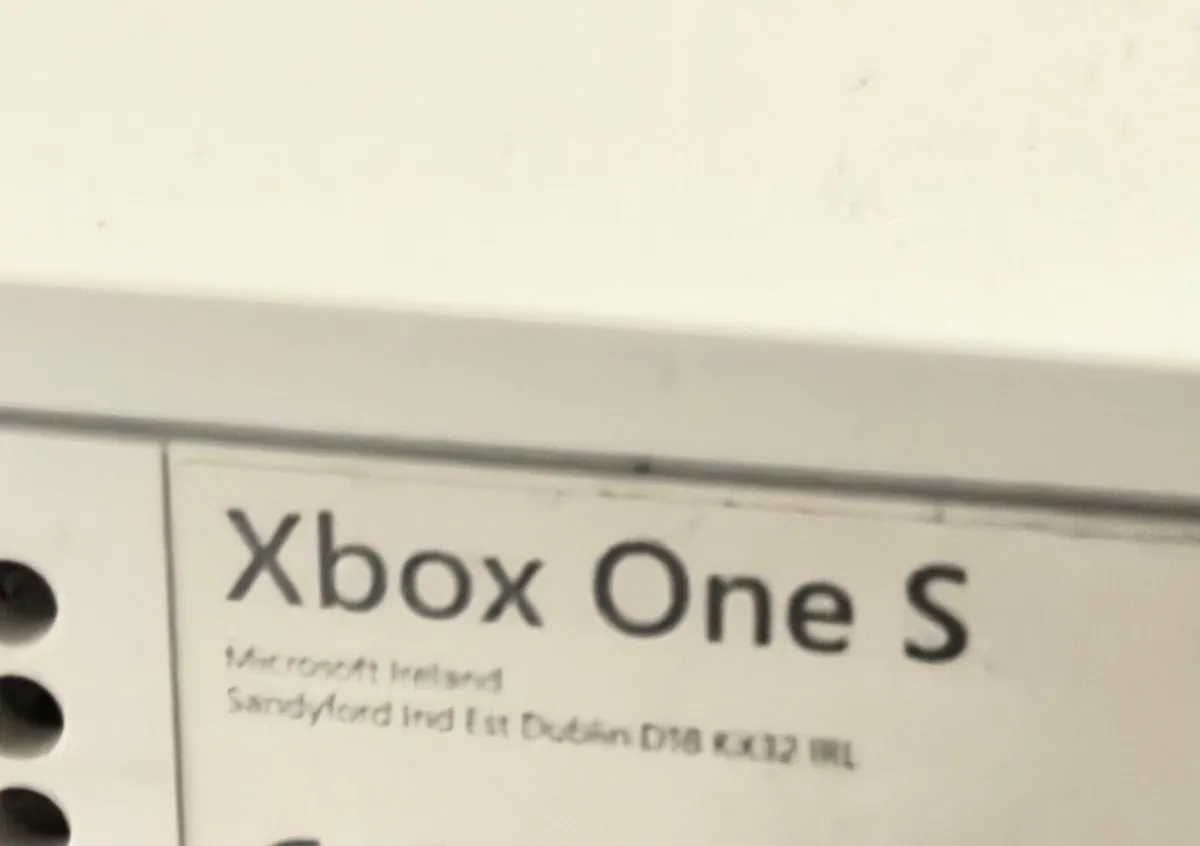 Xbox One S
Microsoft Ireland
Sandyford Ind Est Dublin D18 KX32 IRL